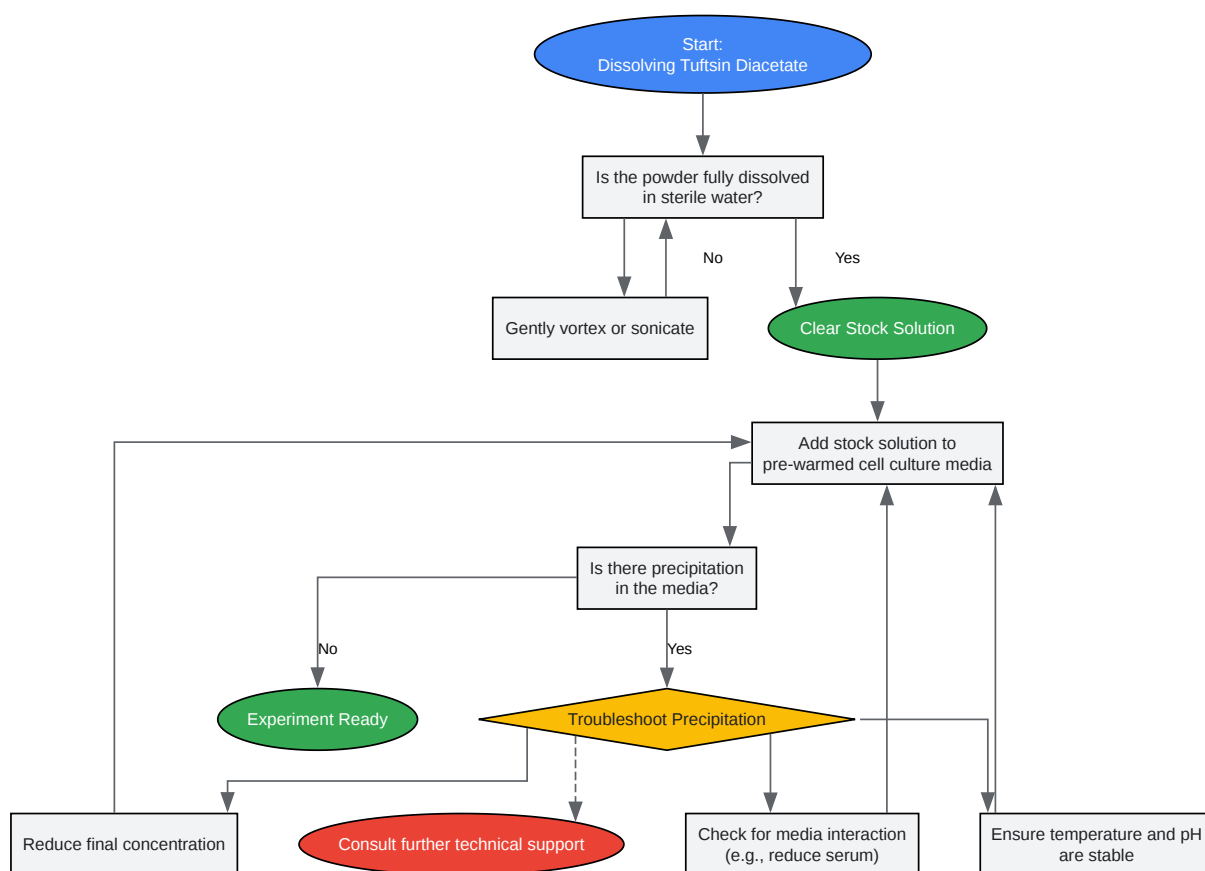 Start:
Dissolving Tuftsin Diacetate
Is the powder fully dissolved
in sterile water?
No
Yes
Gently vortex or sonicate
Clear Stock Solution
Add stock solution to
pre-warmed cell culture media
Is there precipitation
in the media?
No
Yes
Experiment Ready
Troubleshoot Precipitation
Reduce final concentration
Consult further technical support
Check for media interaction
(e.g., reduce serum)
Ensure temperature and pH
are stable